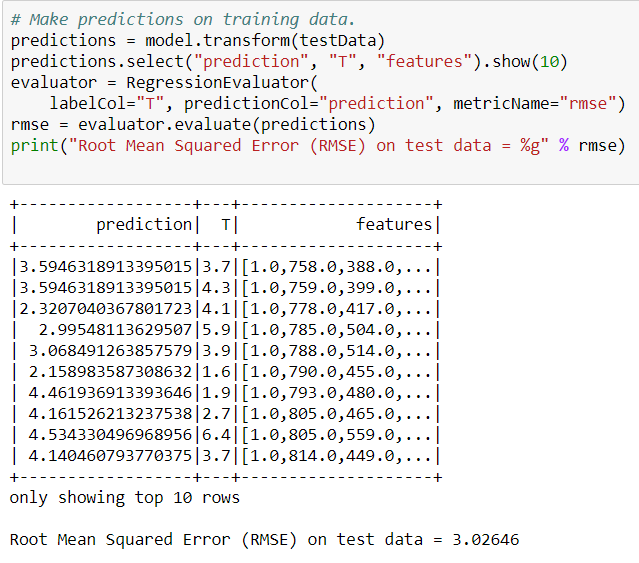 # Make predictions on training data.
predictions = model.transform(testData)
predictions.select("prediction", "T", "features").show(10)
evaluator = RegressionEvaluator(
    labelCol="T", predictionCol="prediction", metricName="rmse")
rmse = evaluator.evaluate(predictions)
print("Root Mean Squared Error (RMSE) on test data = %g" % rmse)
+------------------+---+--------------------+
|        prediction|  T|            features|
+------------------+---+--------------------+
|3.5946318913395015|3.7|[1.0,758.0,388.0,...|
|3.5946318913395015|4.3|[1.0,759.0,399.0,...|
|2.3207040367801723|4.1|[1.0,778.0,417.0,...|
|  2.99548113629507|5.9|[1.0,785.0,504.0,...|
| 3.068491263857579|3.9|[1.0,788.0,514.0,...|
| 2.158983587308632|1.6|[1.0,790.0,455.0,...|
| 4.461936913393646|1.9|[1.0,793.0,480.0,...|
| 4.161526213237538|2.7|[1.0,805.0,465.0,...|
| 4.534330496968956|6.4|[1.0,805.0,559.0,...|
| 4.140460793770375|3.7|[1.0,814.0,449.0,...|
+------------------+---+--------------------+
only showing top 10 rows
Root Mean Squared Error (RMSE) on test data = 3.02646